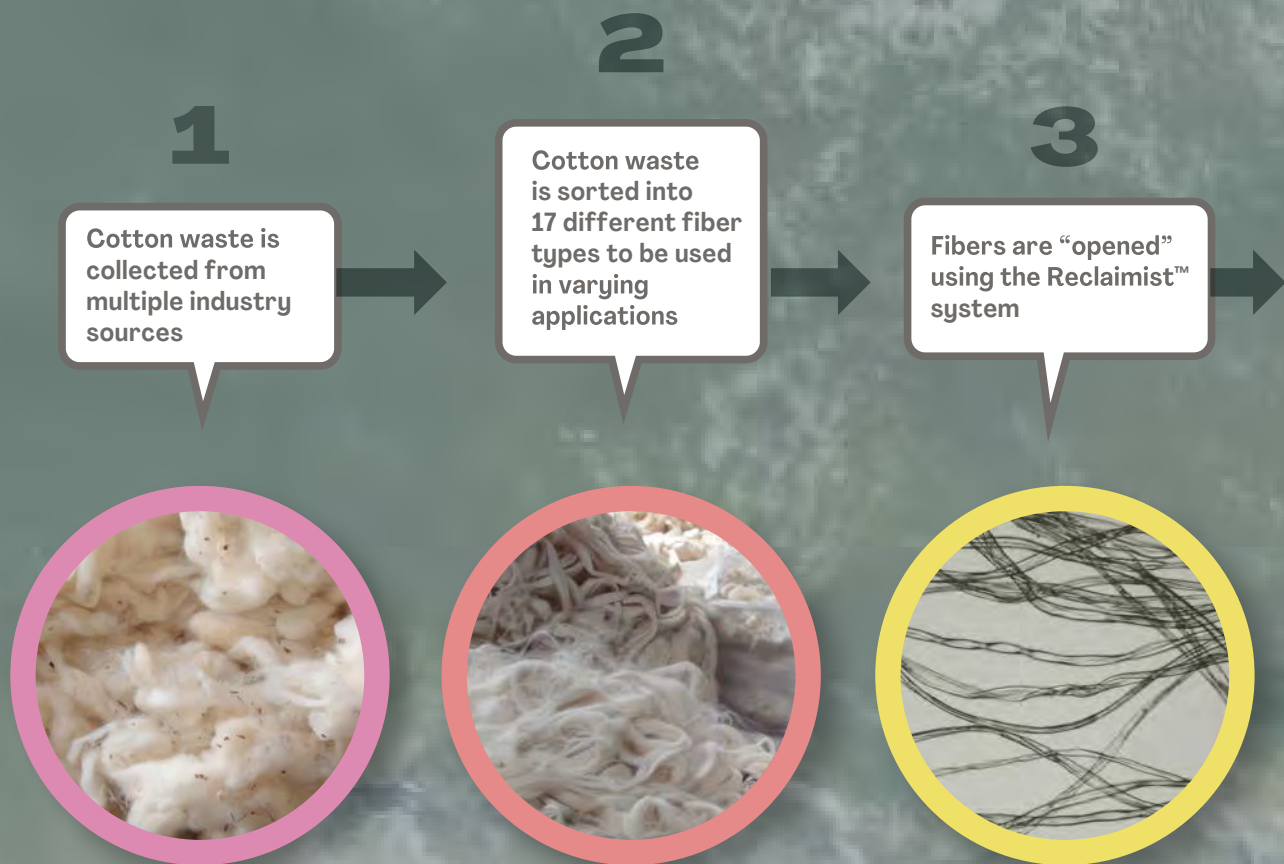 1
Cotton waste is
collected from
multiple industry
sources
2
Cotton waste
is sorted into
17 different fiber
types to be used
in varying
applications
3
Fibers are “opened”
using the Reclaimist™
system